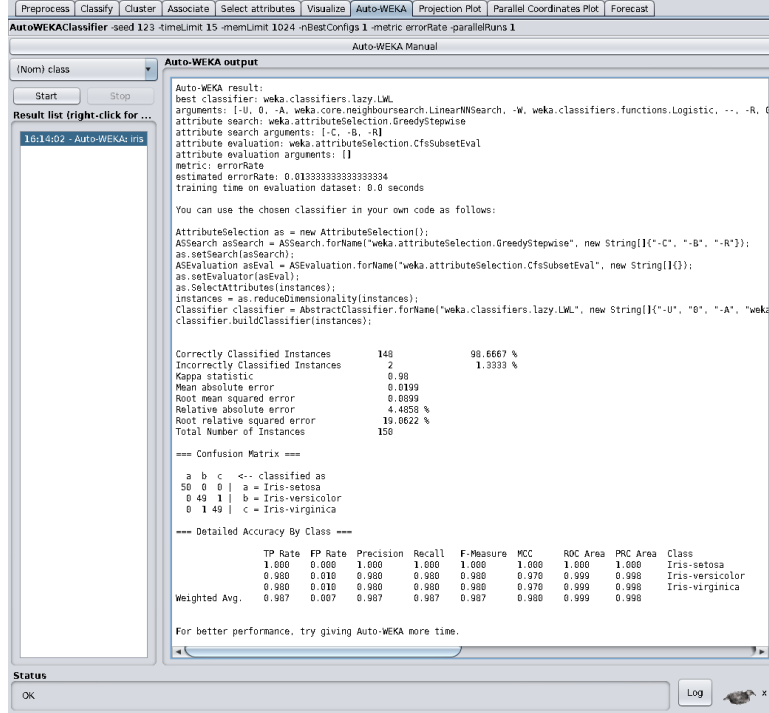 Preprocess Classify Cluster Associate Select attributes Visualize Auto-WEKA Projection Plot Parallel Coordinates Plot Forecast
AutoWEKAClassifier -seed 123 -timeLimit 15 -memLimit 1024 -nBestConfigs 1 -metric errorRate -parallelRuns 1
Auto-WEKA Manual
(Nom) class
Start Stop
Result list (right-click for ...
16:14:02 - Auto-WEKA: iris
Auto-WEKA output
Auto-WEKA result:
best classifier: weka.classifiers.lazy.LWL
arguments: [-U, 0, -A, weka.core.neighboursearch.LinearNNSearch, -W, weka.classifiers.functions.Logistic, --, -R, 0
attribute search: weka.attributeSelection.GreedyStepwise
attribute search arguments: [-C, -B, -R]
attribute evaluation: weka.attributeSelection.CfsSubsetEval
attribute evaluation arguments: []
metric: errorRate
estimated errorRate: 0.013333333333333334
training time on evaluation dataset: 0.0 seconds
You can use the chosen classifier in your own code as follows:
AttributeSelection as = new AttributeSelection();
ASSearch asSearch = ASSearch.forName("weka.attributeSelection.GreedyStepwise", new String[]{"-C", "-B", "-R"});
as.setSearch(asSearch);
ASEvaluation asEval = ASEvaluation.forName("weka.attributeSelection.CfsSubsetEval", new String[]{});
as.setEvaluator(asEval);
as.SelectAttributes(instances);
instances = as.reduceDimensionality(instances);
Classifier classifier = AbstractClassifier.forName("weka.classifiers.lazy.LWL", new String[]{"-U", "0", "-A", "weka
classifier.buildClassifier(instances);
Correctly Classified Instances 148 98.6667 %
Incorrectly Classified Instances 2 1.3333 %
Kappa statistic 0.98
Mean absolute error 0.0199
Root mean squared error 0.0899
Relative absolute error 4.4858 %
Root relative squared error 19.0622 %
Total Number of Instances 150
=== Confusion Matrix ===
a b c <-- classified as
50 0 0 | a = Iris-setosa
0 49 1 | b = Iris-versicolor
0 1 49 | c = Iris-virginica
=== Detailed Accuracy By Class ===
TP Rate FP Rate Precision Recall F-Measure MCC ROC Area PRC Area Class
1.000 0.000 1.000 1.000 1.000 1.000 1.000 1.000 Iris-setosa
0.980 0.010 0.980 0.980 0.980 0.970 0.999 0.998 Iris-versicolor
0.980 0.010 0.980 0.980 0.980 0.970 0.999 0.998 Iris-virginica
Weighted Avg. 0.987 0.007 0.987 0.987 0.987 0.980 0.999 0.998
For better performance, try giving Auto-WEKA more time.
Status
OK
Log x